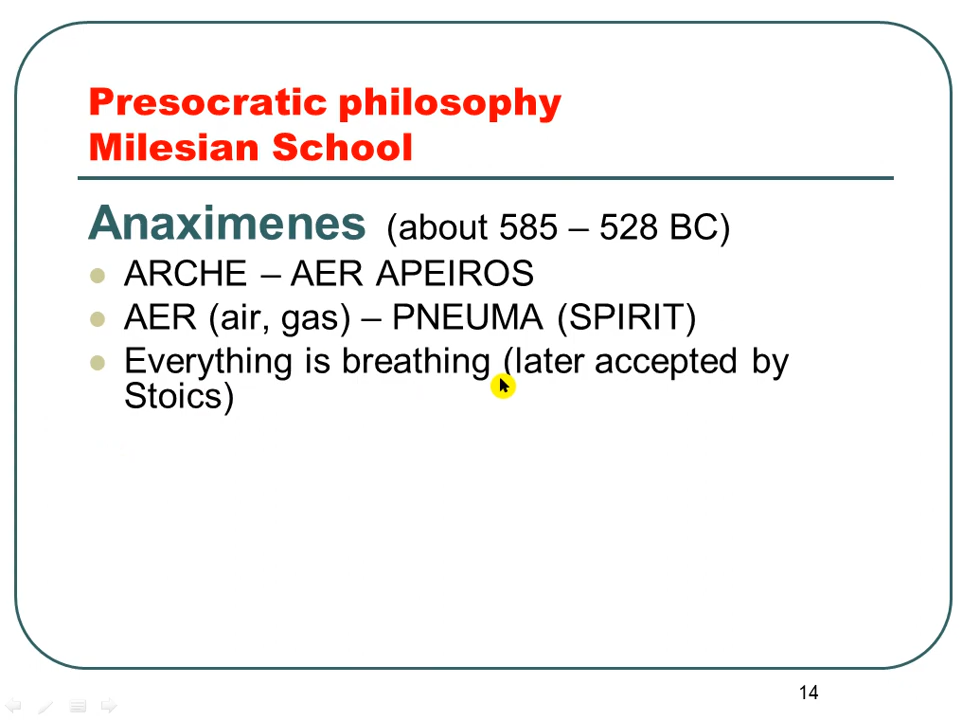 Presocratic philosophy
Milesian School
Anaximenes (about 585 – 528 BC)
ARCHE – AER APEIROS
AER (air, gas) – PNEUMA (SPIRIT)
Everything is breathing (later accepted by
Stoics)
14